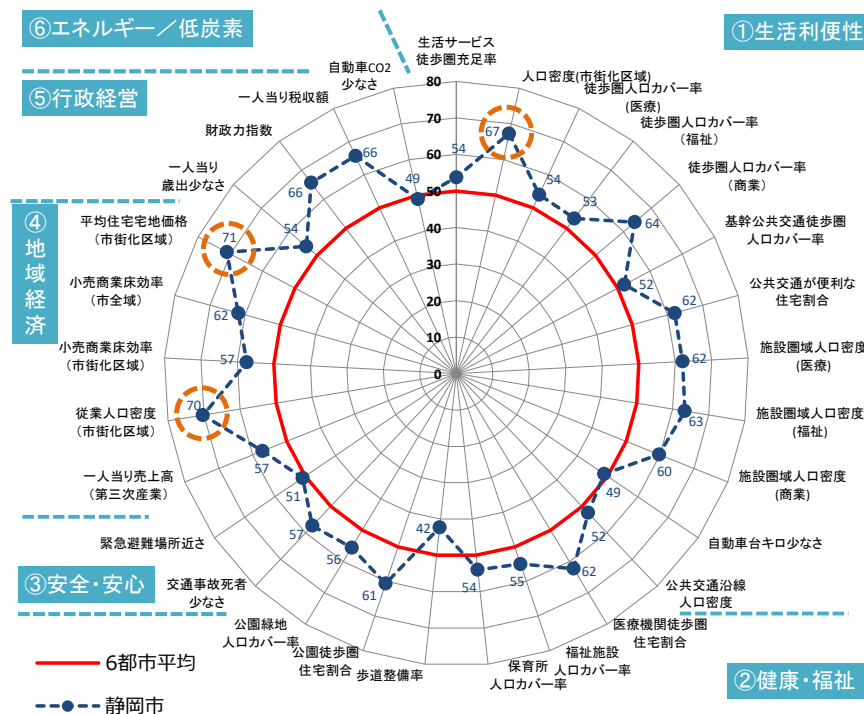 ⑥エネルギー／低炭素
①生活利便性
⑤行政経営
④地域経済
③安全・安心
②健康・福祉
生活サービス
徒歩圏充足率
人口密度(市街化区域)
徒歩圏人口カバー率
(医療)
徒歩圏人口カバー率
(福祉)
徒歩圏人口カバー率
（商業）
基幹公共交通徒歩圏
人口カバー率
公共交通が便利な
住宅割合
施設圏域人口密度
(医療)
施設圏域人口密度
(福祉)
施設圏域人口密度
(商業)
自動車台キロ少なさ
公共交通沿線
人口密度
医療機関徒歩圏
住宅割合
福祉施設
人口カバー率
保育所
人口カバー率
歩道整備率
公園徒歩圏
住宅割合
公園緑地
人口カバー率
交通事故死者
少なさ
緊急避難場所近さ
一人当り売上高
（第三次産業）
従業人口密度
（市街化区域）
小売商業床効率
（市街化区域）
小売商業床効率
（市全域）
平均住宅宅地価格
（市街化区域）
一人当り
歳出少なさ
財政力指数
一人当り税収額
自動車CO2
少なさ
80
70
60
50
40
30
20
10
0
54
67
54
53
64
52
62
62
63
60
49
52
62
55
54
42
61
56
57
51
57
70
57
62
71
54
66
66
49
6都市平均
静岡市